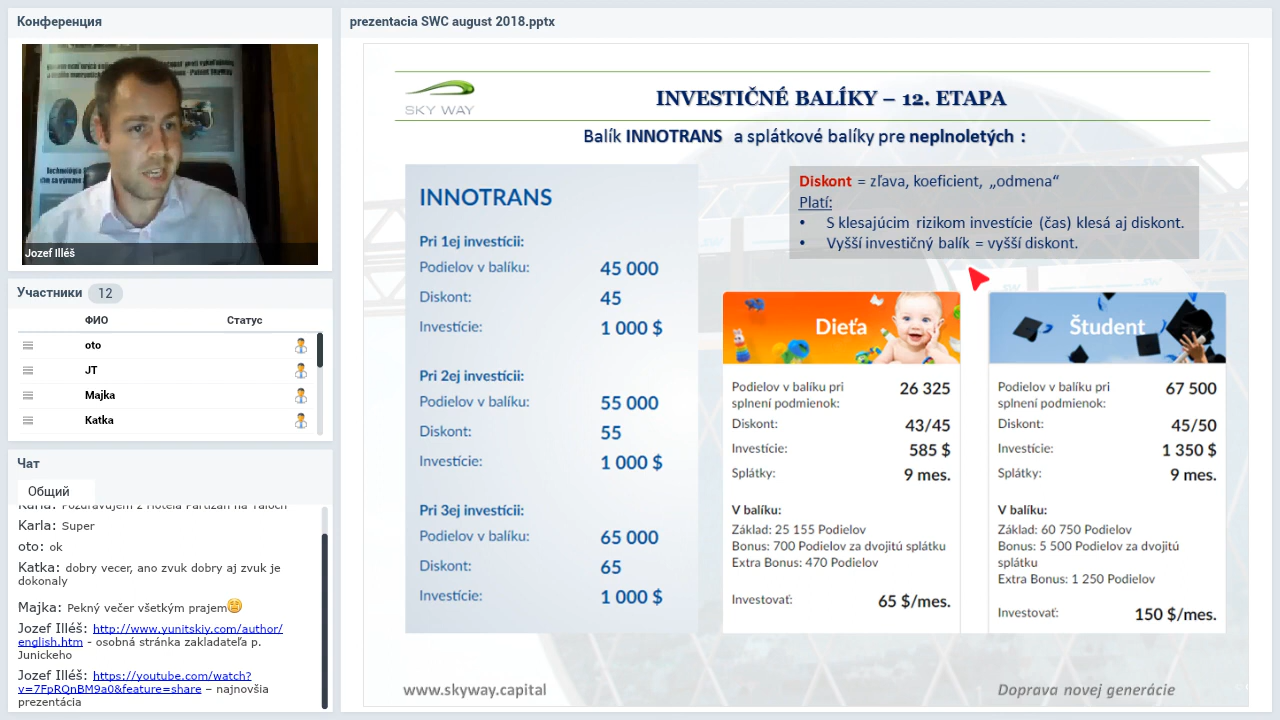 Конференция
Jozef Illéš
Участники 12
ФИО Статус
oto
JT
Majka
Katka
Чат
Общий
Karla: Pozdravujem z Hotela Partizán na Táloch
Karla: Super
oto: ok
Katka: dobry vecer, ano zvuk dobry aj zvuk je
dokonaly
Majka: Pekný večer všetkým prajem
Jozef Illéš: http://www.yunitskiy.com/author/
english.htm - osobná stránka zakladateľa p.
Junickeho
Jozef Illéš: https://youtube.com/watch?
v=7FpRQnBM9a0&feature=share – najnovšia
prezentácia
prezentacia SWC august 2018.pptx
SKY WAY
INVESTIČNÉ BALÍKY – 12. ETAPA
Balík INNOTRANS a splátkové balíky pre neplnoletých :
INNOTRANS
Pri 1ej investícii:
Podielov v balíku: 45 000
Diskont: 45
Investície: 1 000 $
Pri 2ej investícii:
Podielov v balíku: 55 000
Diskont: 55
Investície: 1 000 $
Pri 3ej investícii:
Podielov v balíku: 65 000
Diskont: 65
Investície: 1 000 $
Diskont = zľava, koeficient, „odmena“
Platí:
• S klesajúcim rizikom investície (čas) klesá aj diskont.
• Vyšší investičný balík = vyšší diskont.
Dieťa
Podielov v balíku pri
splnení podmienok: 26 325
Diskont: 43/45
Investície: 585 $
Splátky: 9 mes.
V balíku:
Základ: 25 155 Podielov
Bonus: 700 Podielov za dvojitú splátku
Extra Bonus: 470 Podielov
Investovať: 65 $/mes.
Študent
Podielov v balíku pri
splnení podmienok: 67 500
Diskont: 45/50
Investície: 1 350 $
Splátky: 9 mes.
V balíku:
Základ: 60 750 Podielov
Bonus: 5 500 Podielov za dvojitú
splátku
Extra Bonus: 1 250 Podielov
Investovať: 150 $/mes.
www.skyway.capital
Doprava novej generácie